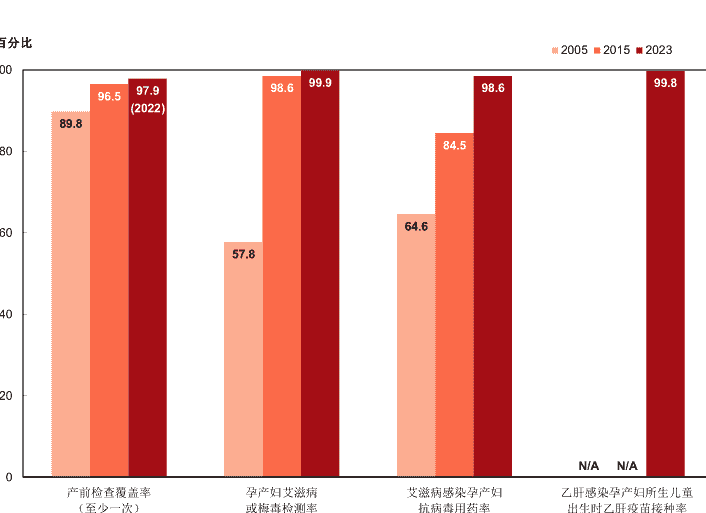 百分比
2005 2015 2023
00
80
60
40
20
0
89.8
96.5
97.9
(2022)
57.8
98.6
99.9
64.6
84.5
98.6
N/A
N/A
99.8
产前检查覆盖率
（至少一次）
孕产妇艾滋病
或梅毒检测率
艾滋病感染孕产妇
抗病毒用药率
乙肝感染孕产妇所生儿童
出生时乙肝疫苗接种率